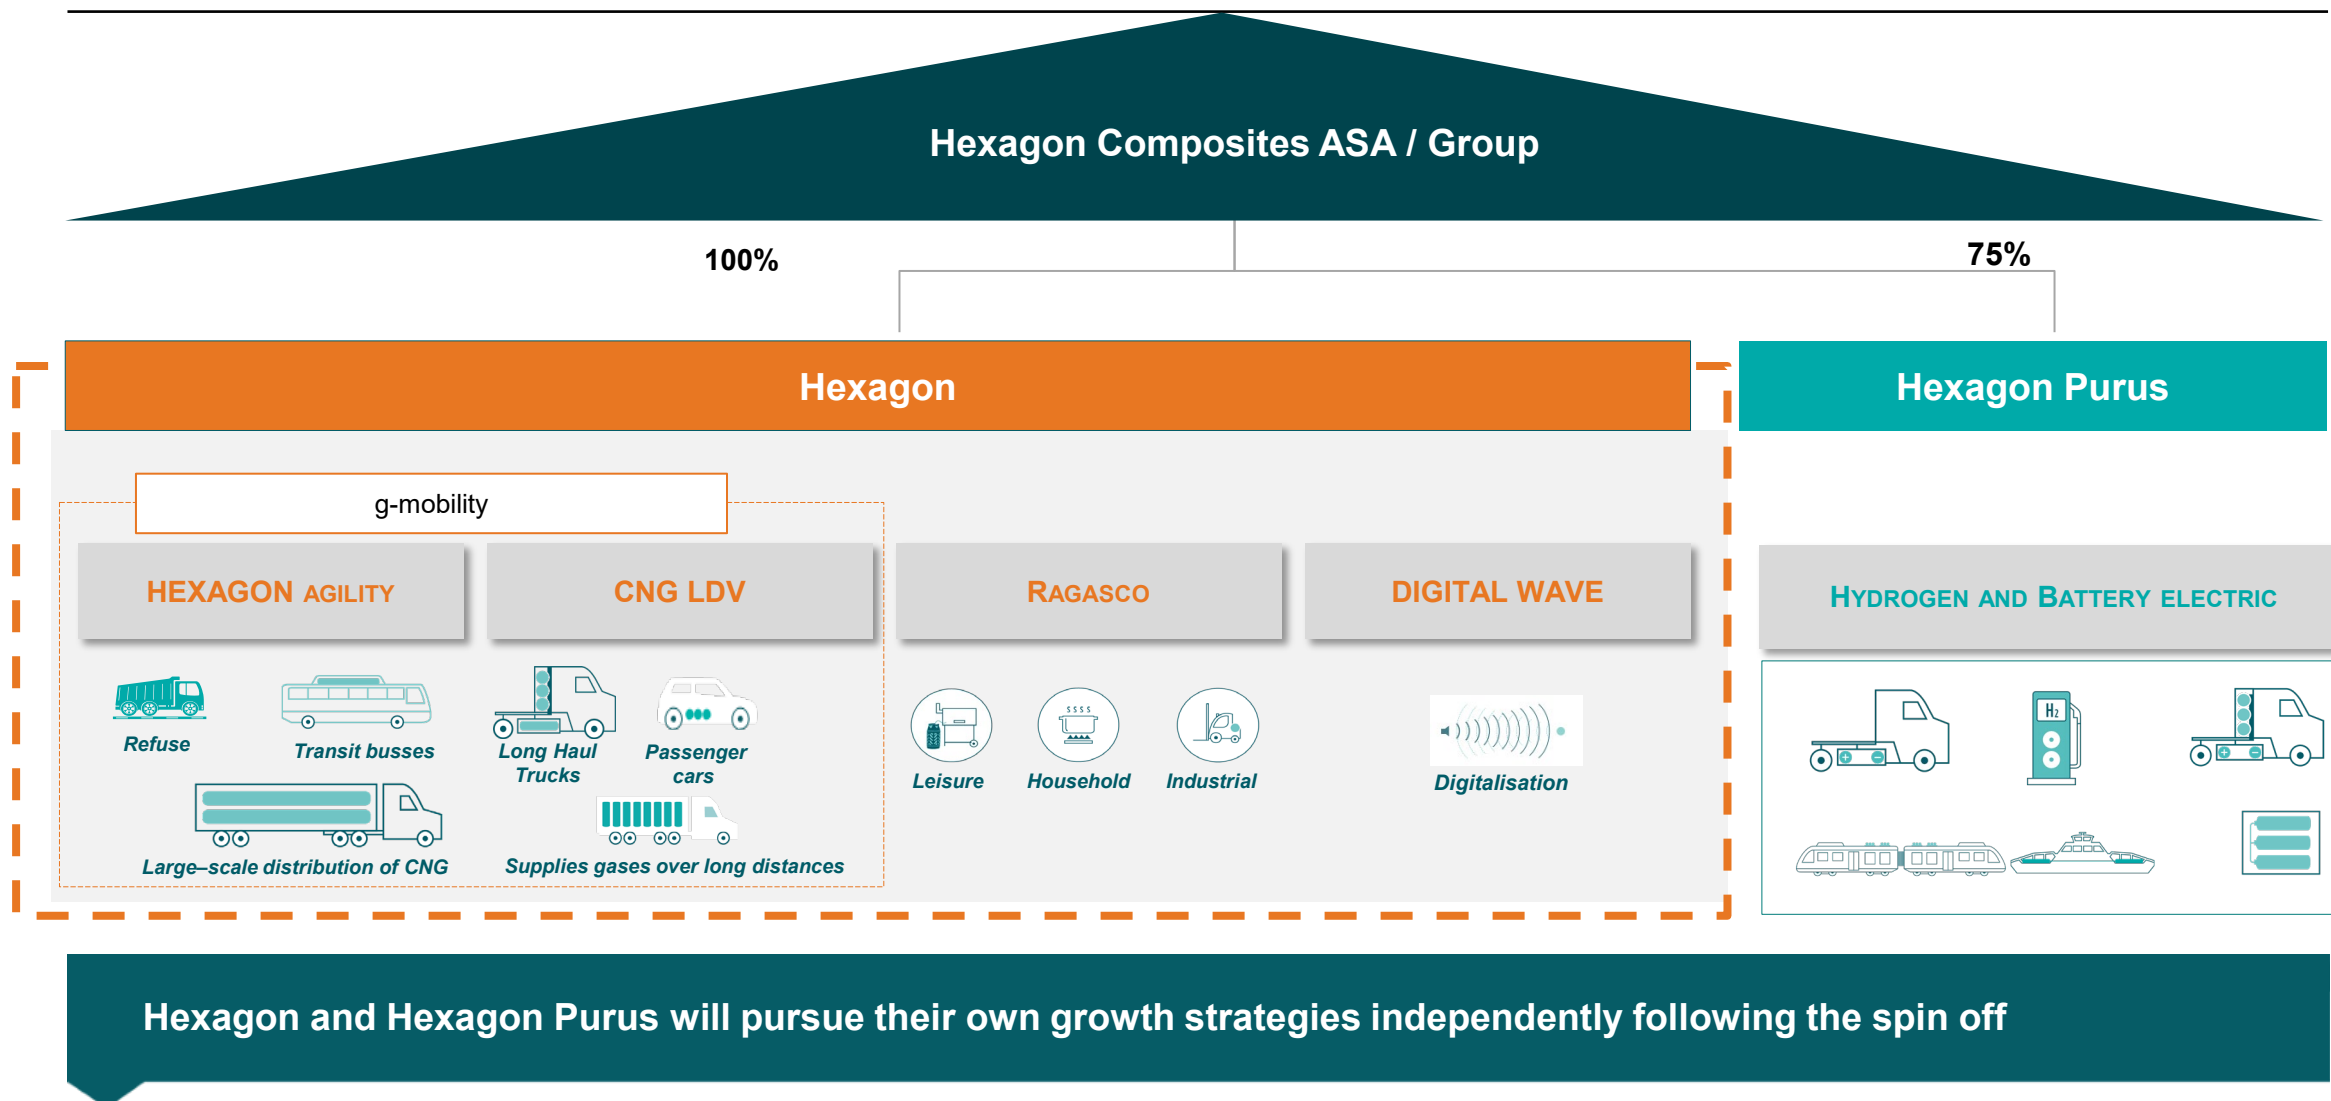 Hexagon Composites ASA / Group
100%
75%
Hexagon
Hexagon Purus
g-mobility
HEXAGON AGILITY
CNG LDV
RAGASCO
DIGITAL WAVE
HYDROGEN AND BATTERY ELECTRIC
Refuse
Transit busses
Long Haul
Trucks
Passenger
cars
Leisure
Household
Industrial
Digitalisation
H2
Large–scale distribution of CNG
Supplies gases over long distances
Hexagon and Hexagon Purus will pursue their own growth strategies independently following the spin off